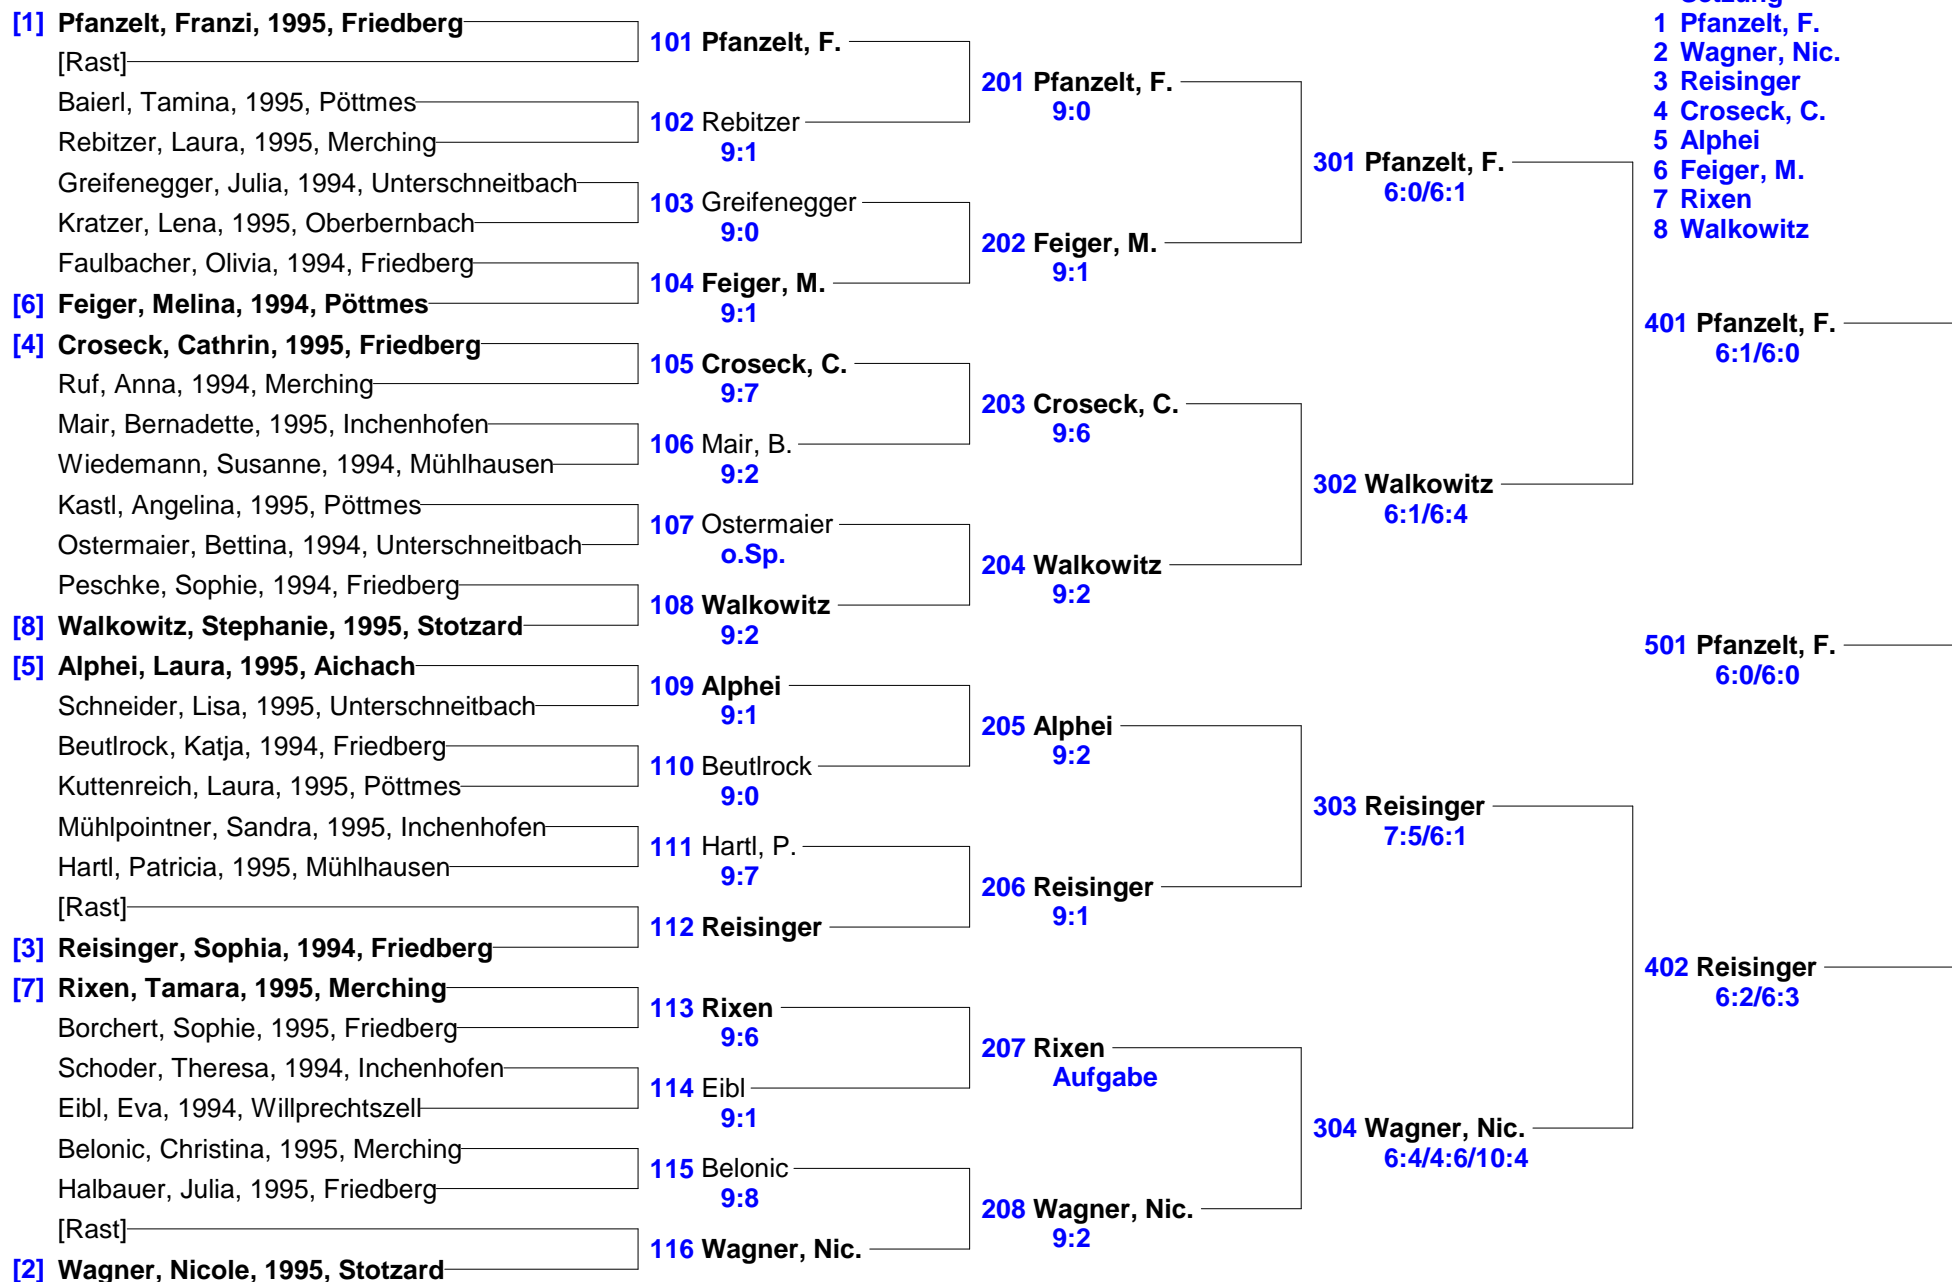 [1] Pfanzelt, Franzi, 1995, Friedberg
[Rast]
Baierl, Tamina, 1995, Pöttmes
Rebitzer, Laura, 1995, Merching
Greifenegger, Julia, 1994, Unterschneitbach
Kratzer, Lena, 1995, Oberbernbach
Faulbacher, Olivia, 1994, Friedberg
[6] Feiger, Melina, 1994, Pöttmes
[4] Croseck, Cathrin, 1995, Friedberg
Ruf, Anna, 1994, Merching
Mair, Bernadette, 1995, Inchenhofen
Wiedemann, Susanne, 1994, Mühlhausen
Kastl, Angelina, 1995, Pöttmes
Ostermaier, Bettina, 1994, Unterschneitbach
Peschke, Sophie, 1994, Friedberg
[8] Walkowitz, Stephanie, 1995, Stotzard
[5] Alphei, Laura, 1995, Aichach
Schneider, Lisa, 1995, Unterschneitbach
Beutlrock, Katja, 1994, Friedberg
Kuttenreich, Laura, 1995, Pöttmes
Mühlpointner, Sandra, 1995, Inchenhofen
Hartl, Patricia, 1995, Mühlhausen
[Rast]
[3] Reisinger, Sophia, 1994, Friedberg
[7] Rixen, Tamara, 1995, Merching
Borchert, Sophie, 1995, Friedberg
Schoder, Theresa, 1994, Inchenhofen
Eibl, Eva, 1994, Willprechtszell
Belonic, Christina, 1995, Merching
Halbauer, Julia, 1995, Friedberg
[Rast]
[2] Wagner, Nicole, 1995, Stotzard
101 Pfanzelt, F.
102 Rebitzer
9:1
103 Greifenegger
9:0
104 Feiger, M.
9:1
105 Croseck, C.
9:7
106 Mair, B.
9:2
107 Ostermaier
o.Sp.
108 Walkowitz
9:2
109 Alphei
9:1
110 Beutlrock
9:0
111 Hartl, P.
9:7
112 Reisinger
113 Rixen
9:6
114 Eibl
9:1
115 Belonic
9:8
116 Wagner, Nic.
201 Pfanzelt, F.
9:0
202 Feiger, M.
9:1
203 Croseck, C.
9:6
204 Walkowitz
9:2
205 Alphei
9:2
206 Reisinger
9:1
207 Rixen
Aufgabe
208 Wagner, Nic.
9:2
301 Pfanzelt, F.
6:0/6:1
302 Walkowitz
6:1/6:4
303 Reisinger
7:5/6:1
304 Wagner, Nic.
6:4/4:6/10:4
Setzung
1 Pfanzelt, F.
2 Wagner, Nic.
3 Reisinger
4 Croseck, C.
5 Alphei
6 Feiger, M.
7 Rixen
8 Walkowitz
401 Pfanzelt, F.
6:1/6:0
501 Pfanzelt, F.
6:0/6:0
402 Reisinger
6:2/6:3